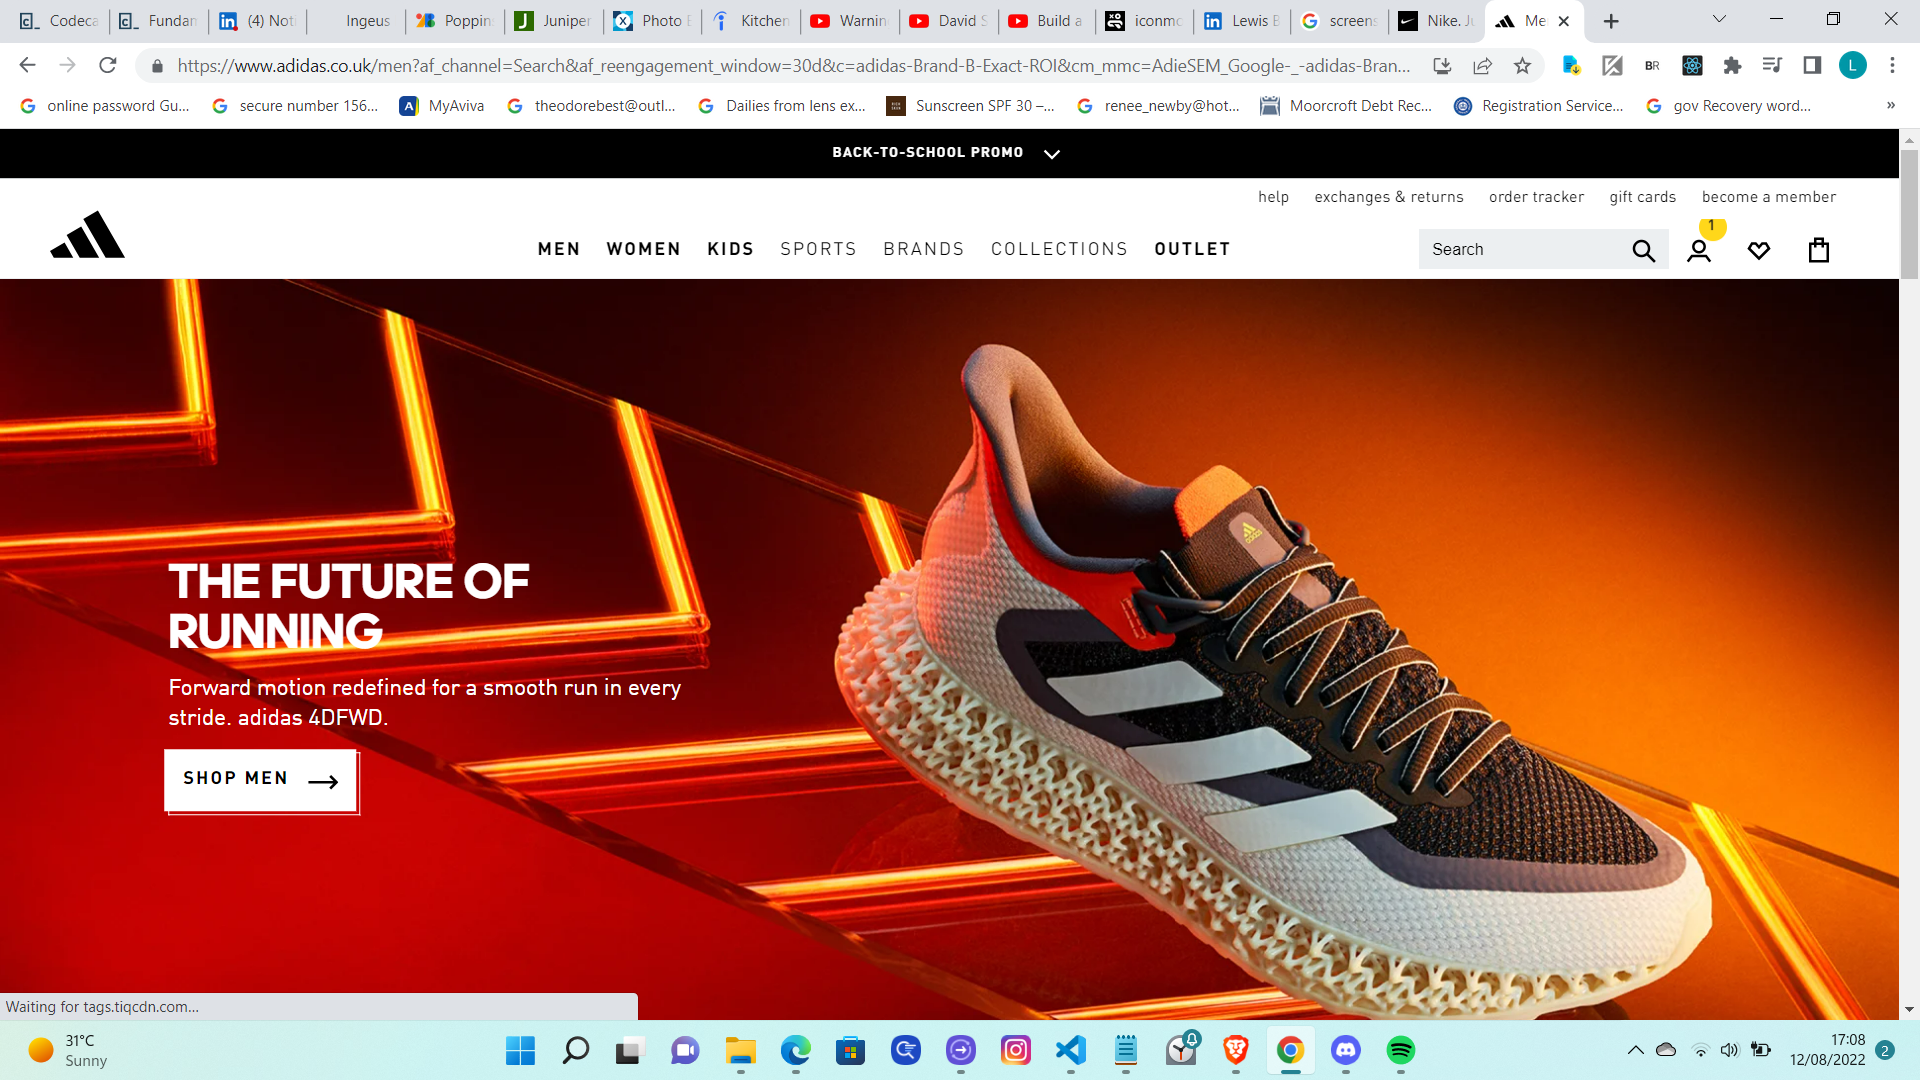 Codeca
Fundam
(4) Noti
Ingeus
Poppin
Juniper
Photo E
Kitchen
Warnin
David S
Build a
iconmo
Lewis B
screens
Nike. Ju
Me
https://www.adidas.co.uk/men?af_channel=Search&af_reengagement_window=30d&c=adidas-Brand-B-Exact-ROI&cm_mmc=AdieSEM_Google-_-adidas-Bran...
BR
L
online password Gu...
secure number 156...
MyAviva
theodorebest@outl...
Dailies from lens ex...
Sunscreen SPF 30 –...
renee_newby@hot...
Moorcroft Debt Rec...
Registration Service...
gov Recovery word...
»
BACK-TO-SCHOOL PROMO
help
exchanges & returns
order tracker
gift cards
become a member
1
MEN
WOMEN
KIDS
SPORTS
BRANDS
COLLECTIONS
OUTLET
Search
THE FUTURE OF
RUNNING
Forward motion redefined for a smooth run in every
stride. adidas 4DFWD.
SHOP MEN
Waiting for tags.tiqcdn.com...
31°C
Sunny
17:08
12/08/2022
2